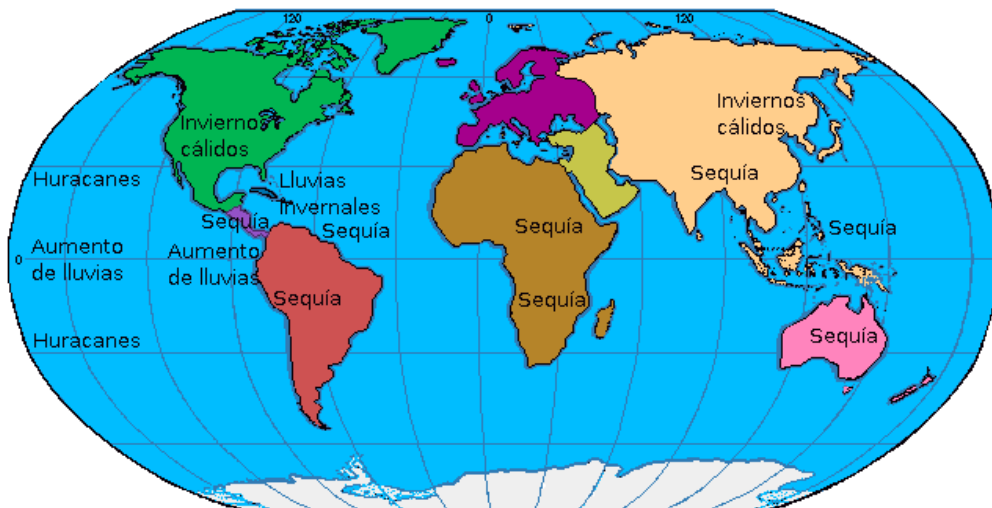 120
0
120
Inviernos
cálidos
Inviernos
cálidos
Huracanes
Lluvias
invernales
Sequía
Sequía
Sequía
Sequía
Sequía
Aumento
de lluvias
0
Aumento
de lluvias
Sequía
Sequía
Huracanes
Sequía